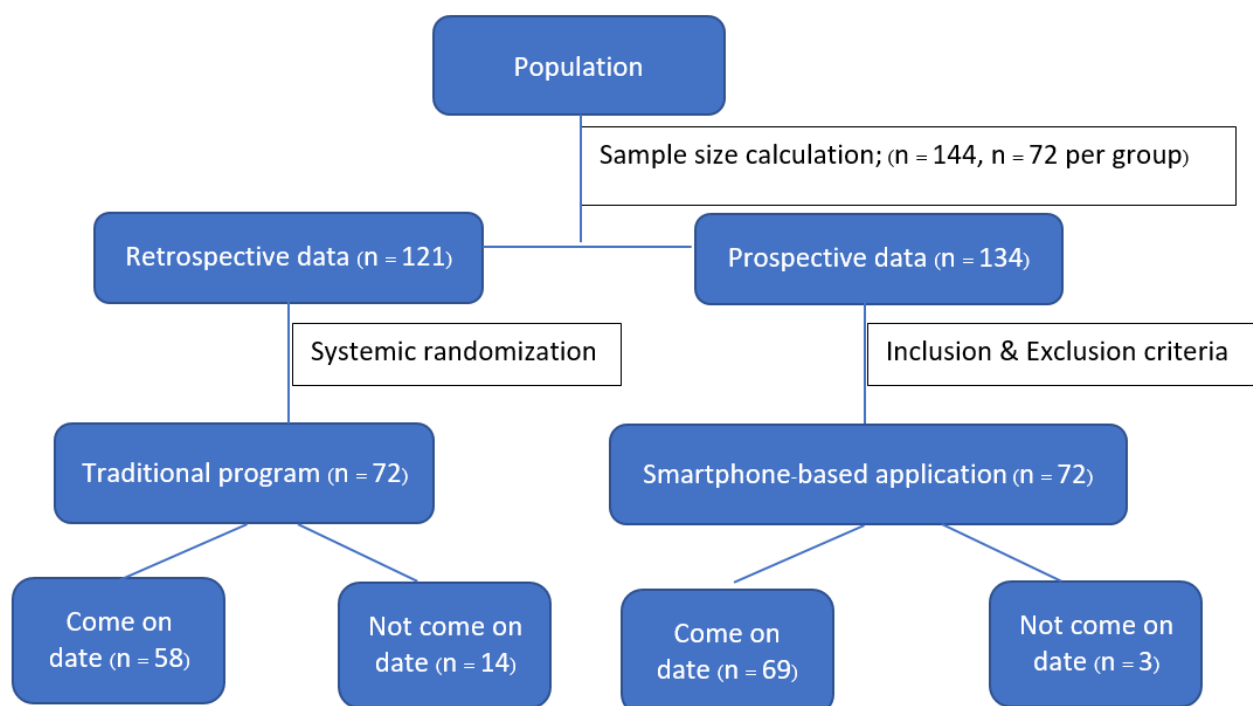 Population
Sample size calculation; (n = 144, n = 72 per group)
Retrospective data (n = 121)
Prospective data (n = 134)
Systemic randomization
Inclusion & Exclusion criteria
Traditional program (n = 72)
Smartphone-based application (n = 72)
Come on
date (n = 58)
Not come on
date (n = 14)
Come on
date (n = 69)
Not come on
date (n = 3)